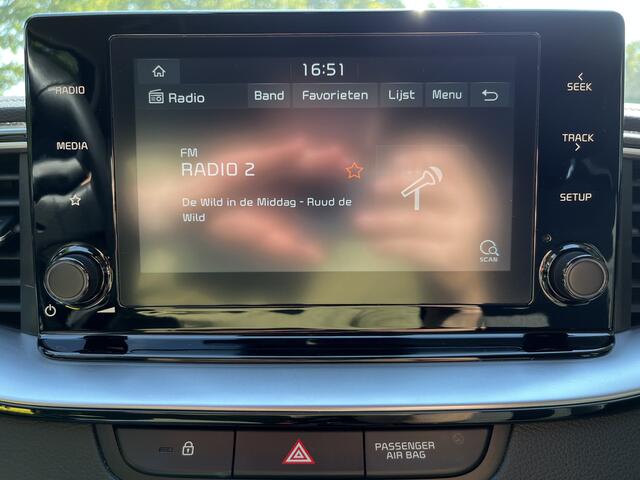 16:51
Radio Band Favorieten Lijst Menu
RADIO
SEEK
MEDIA
TRACK
FM
RADIO 2
SETUP
De Wild in de Middag - Ruud de
Wild
SCAN
PASSENGER
AIR BAG